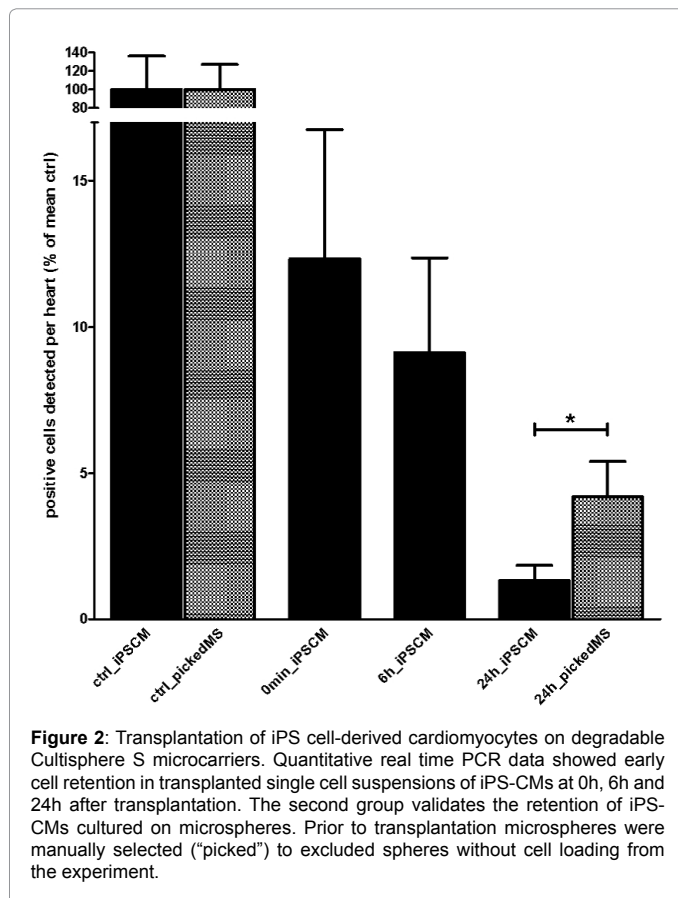 140
120
100
80
15
10
5
0
positive cells detected per heart (% of mean ctrl)
*
ctrl_iPSCM
ctrl_pickedMS
0min_iPSCM
6h_iPSCM
24h_iPSCM
24h_pickedMS
Figure 2: Transplantation of iPS cell-derived cardiomyocytes on degradable
Cultisphere S microcarriers. Quantitative real time PCR data showed early
cell retention in transplanted single cell suspensions of iPS-CMs at 0h, 6h and
24h after transplantation. The second group validates the retention of iPS-
CMs cultured on microspheres. Prior to transplantation microspheres were
manually selected (“picked”) to excluded spheres without cell loading from
the experiment.